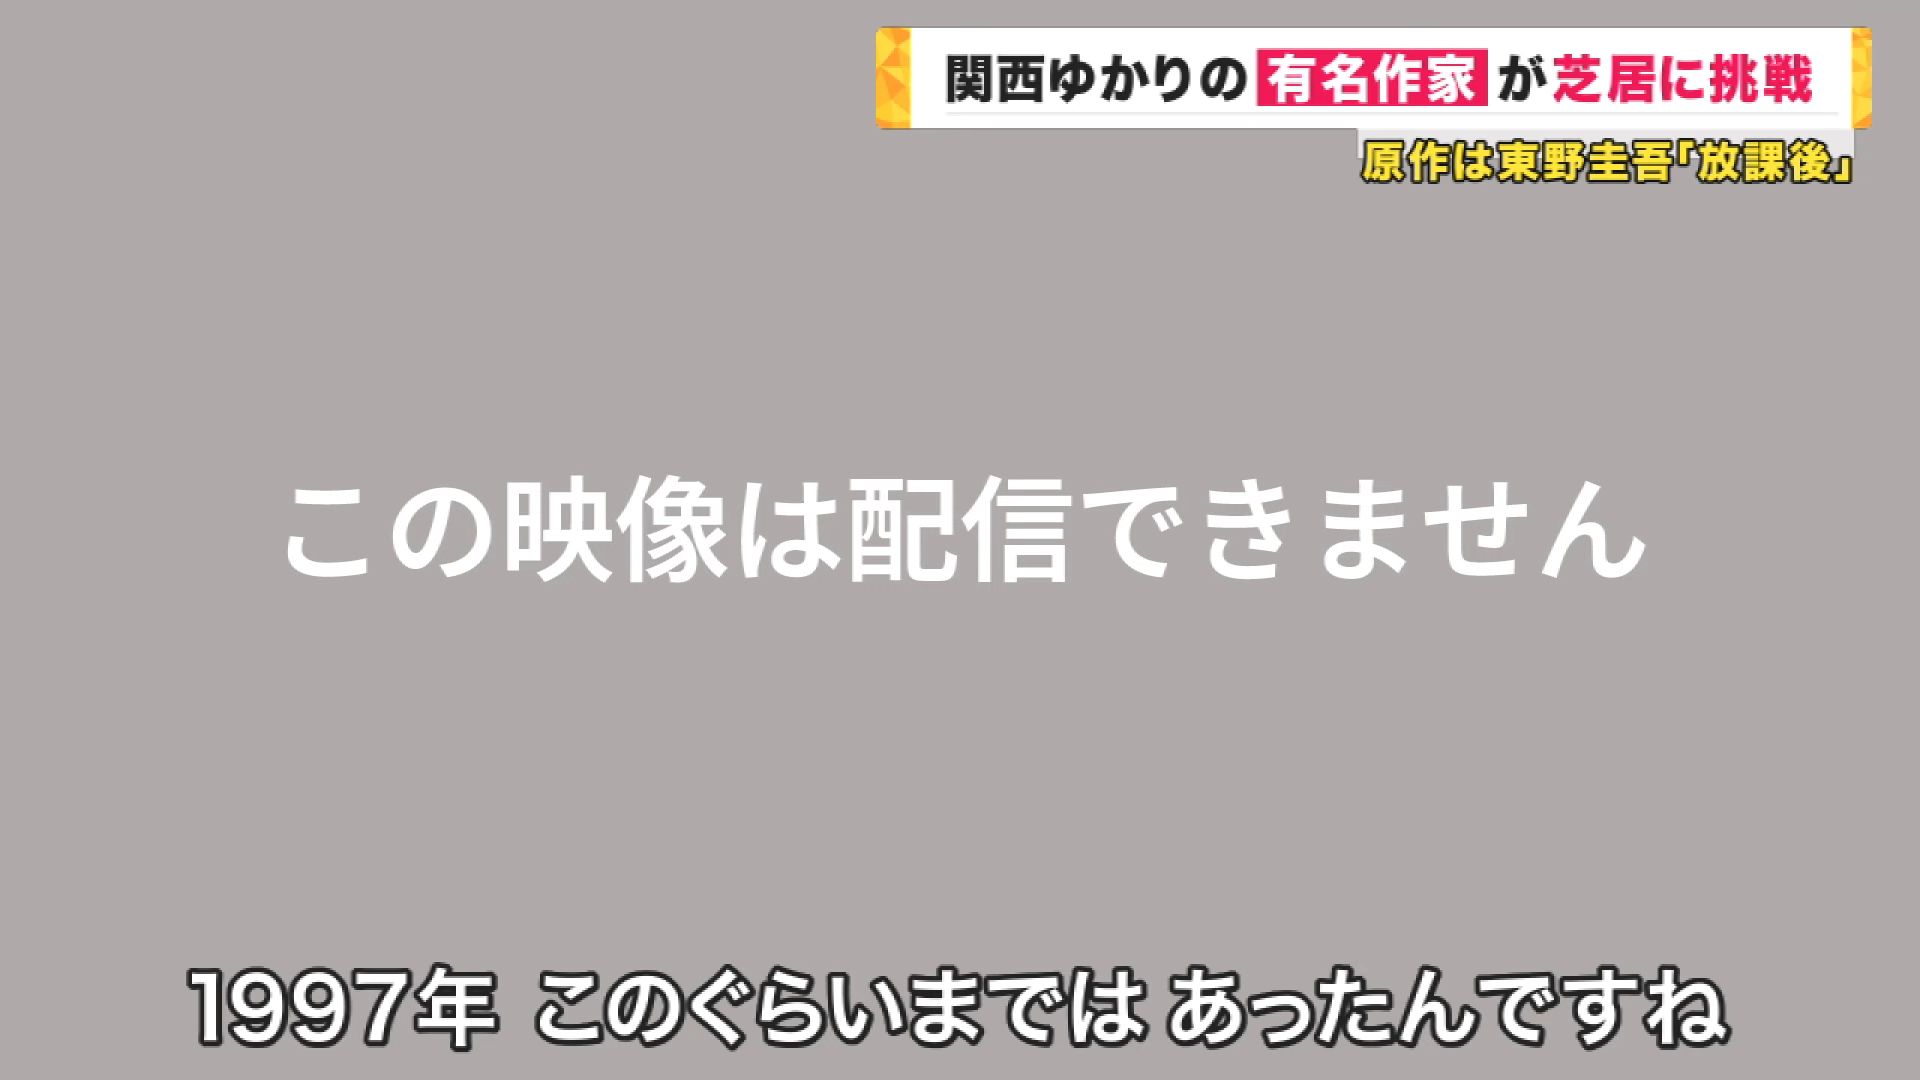 関西ゆかりの有名作家が芝居に挑戦
原作は東野圭吾「放課後」
この映像は配信できません
1997年 このぐらいまでは あったんですね